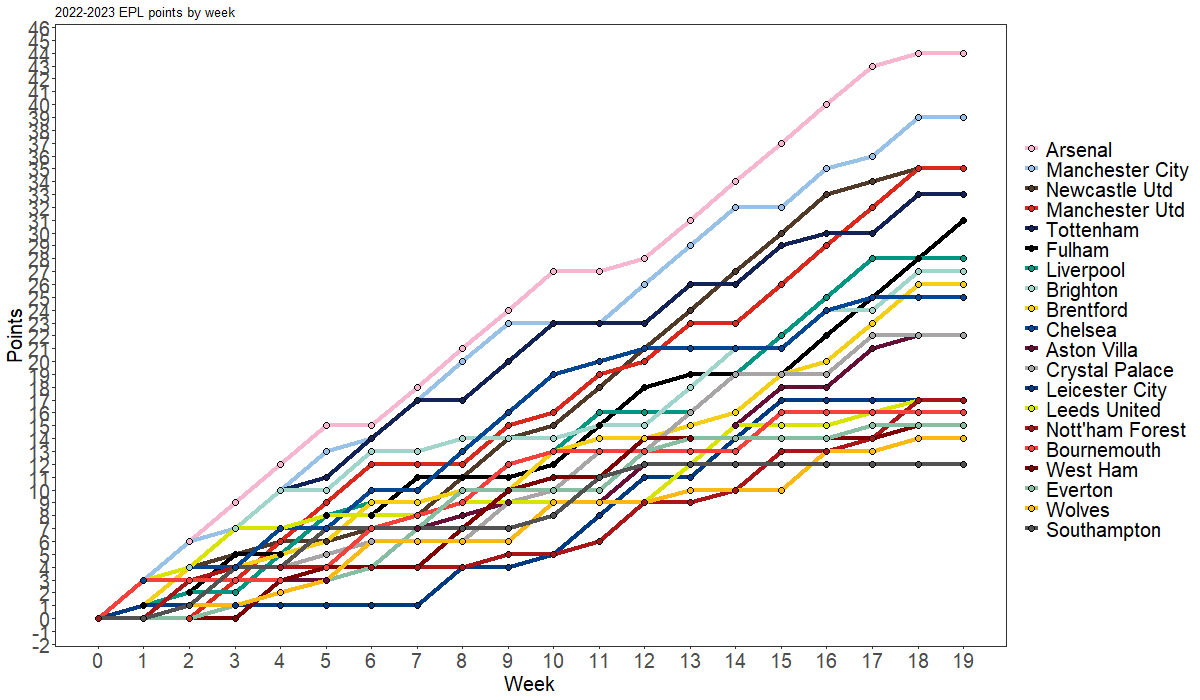 2022-2023 EPL points by week
46
45
44
43
42
41
40
39
38
37
36
35
34
33
32
31
30
29
28
27
26
25
24
23
22
21
20
19
18
17
16
15
14
13
12
11
10
9
8
7
6
5
4
3
2
1
0
-1
-2
Points
0 1 2 3 4 5 6 7 8 9 10 11 12 13 14 15 16 17 18 19
Week
Arsenal
Manchester City
Newcastle Utd
Manchester Utd
Tottenham
Fulham
Liverpool
Brighton
Brentford
Chelsea
Aston Villa
Crystal Palace
Leicester City
Leeds United
Nott'ham Forest
Bournemouth
West Ham
Everton
Wolves
Southampton